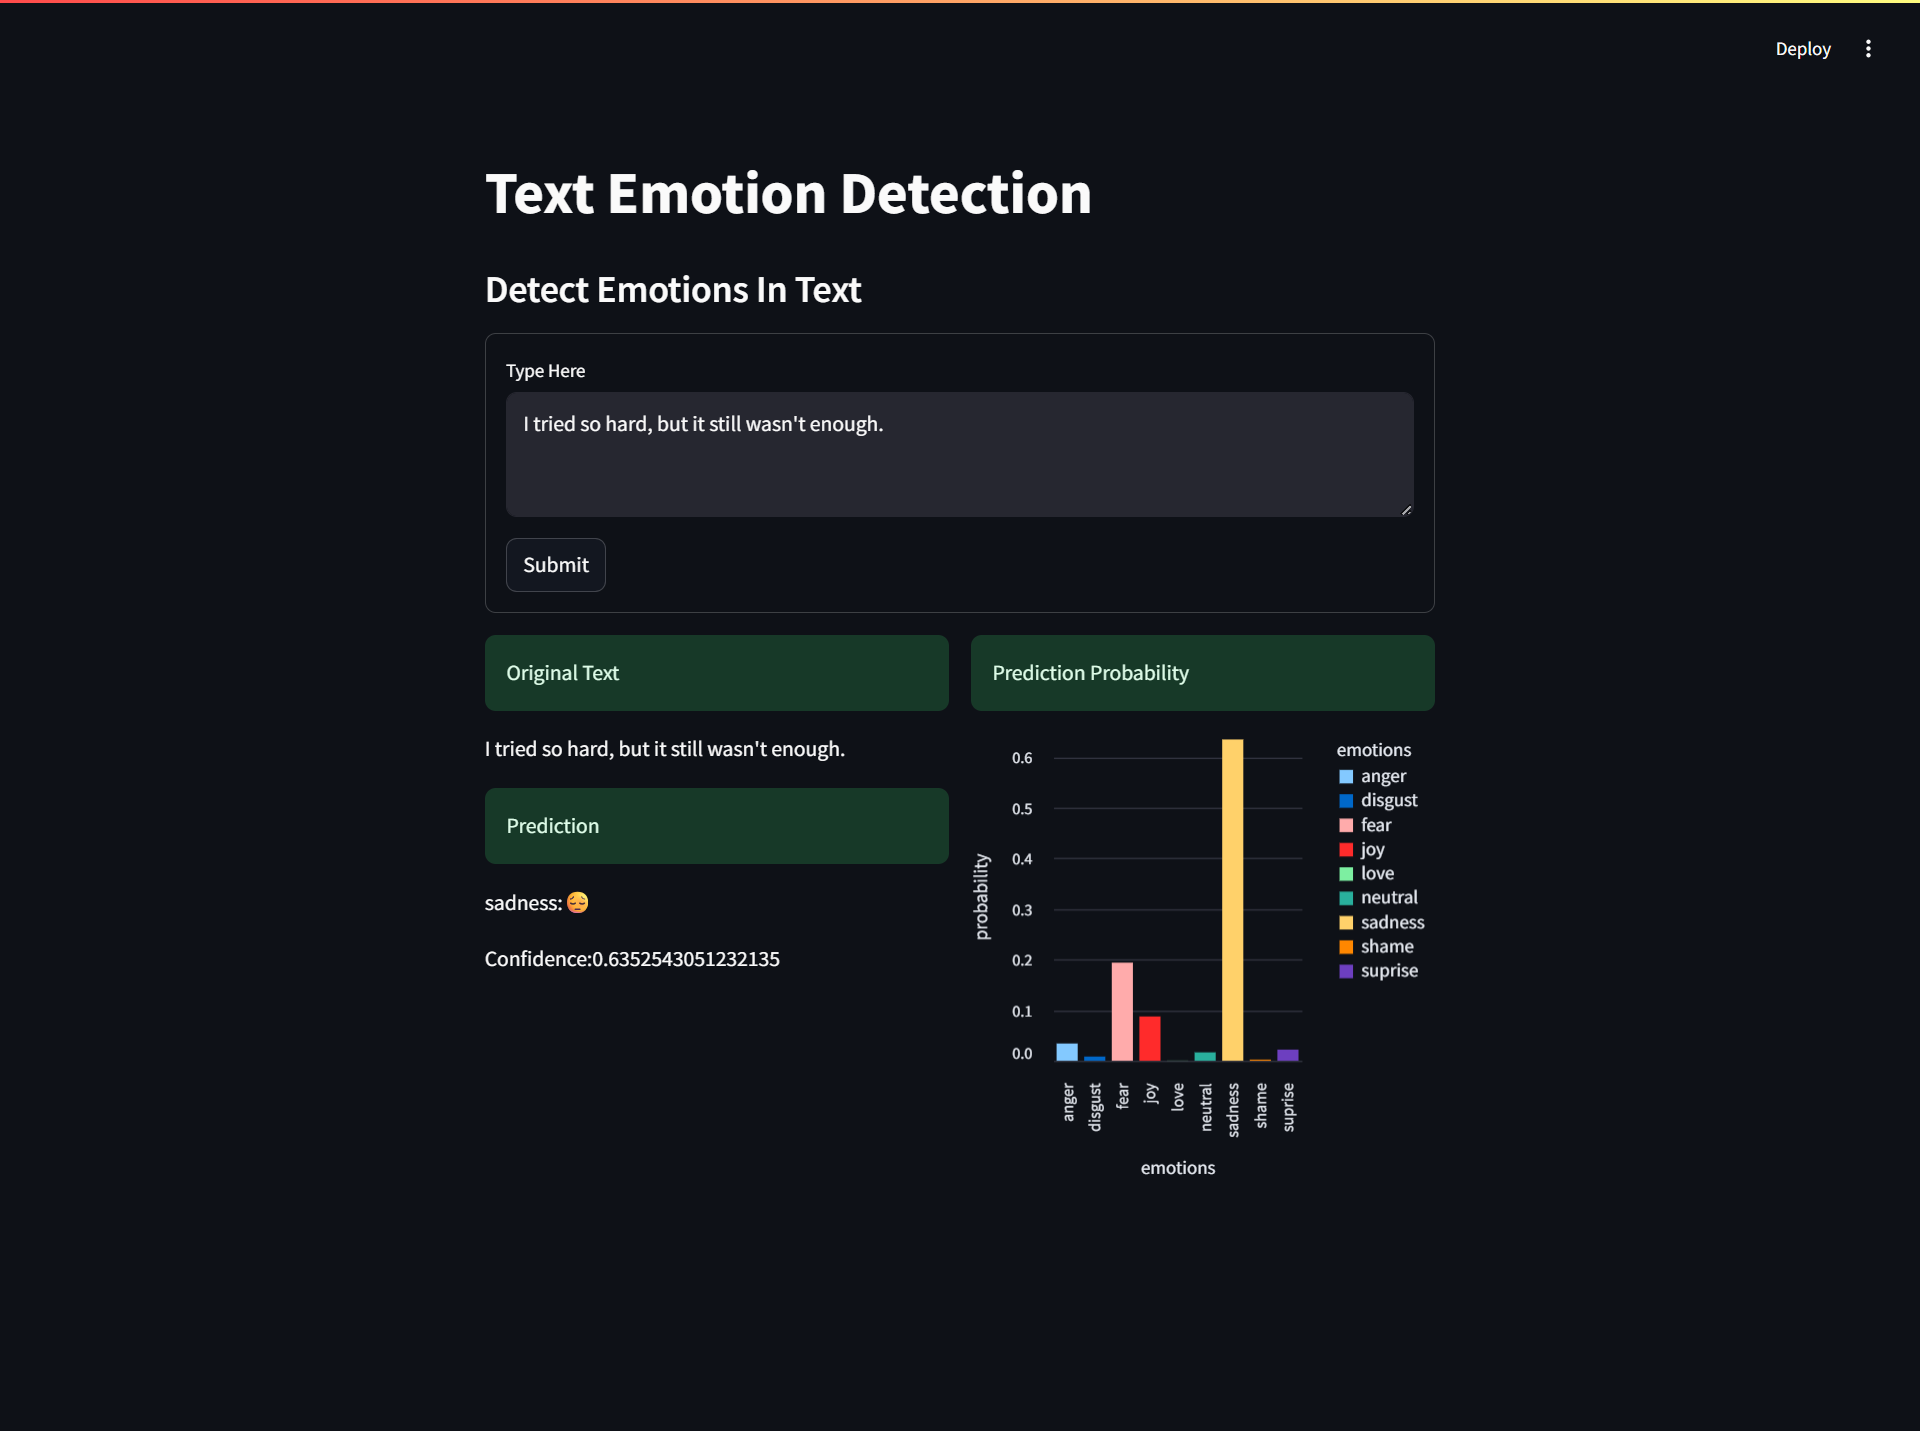 Deploy
Text Emotion Detection
Detect Emotions In Text
Type Here
I tried so hard, but it still wasn't enough.
Submit
Original Text
I tried so hard, but it still wasn't enough.
Prediction
sadness: 😔
Confidence:0.6352543051232135
Prediction Probability
probability
0.6
0.5
0.4
0.3
0.2
0.1
0.0
anger
disgust
fear
joy
love
neutral
sadness
shame
suprise
emotions
emotions
anger
disgust
fear
joy
love
neutral
sadness
shame
suprise